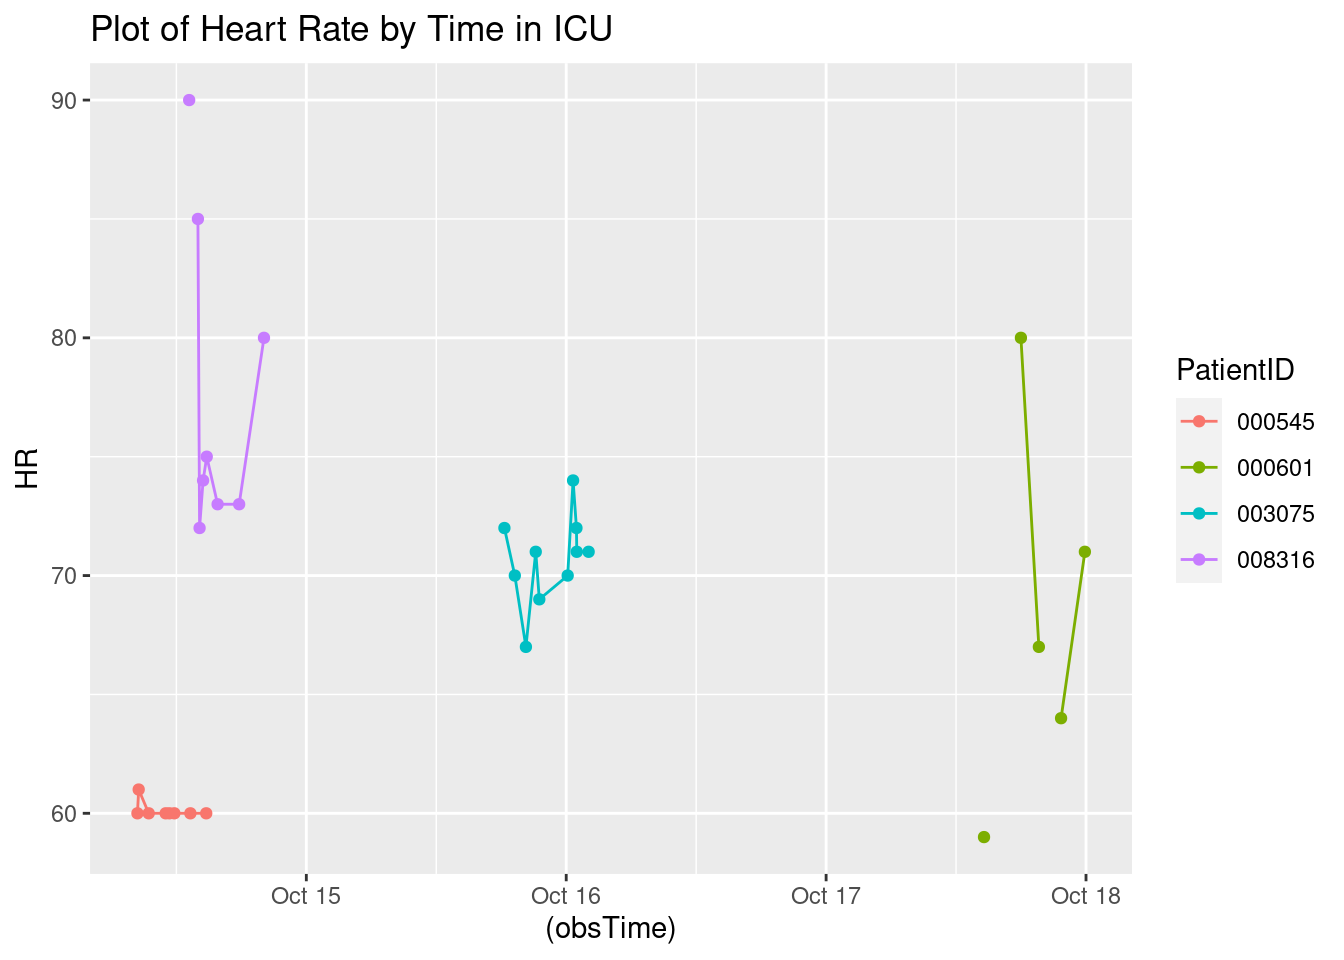 Plot of Heart Rate by Time in ICU
90
80
70
60
HR
Oct 15
Oct 16
Oct 17
Oct 18
(obsTime)
PatientID
000545
000601
003075
008316